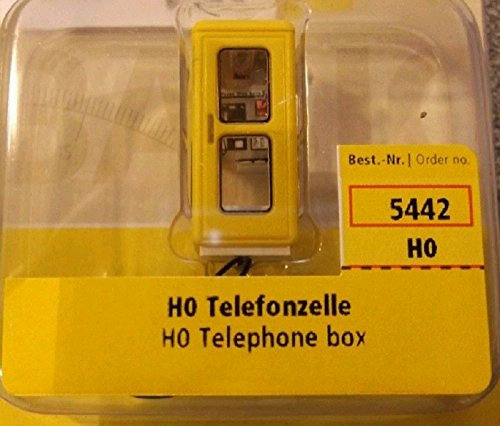 Best.-Nr. | Order no.
5442
H0
H0 Telefonzelle
H0 Telephone box